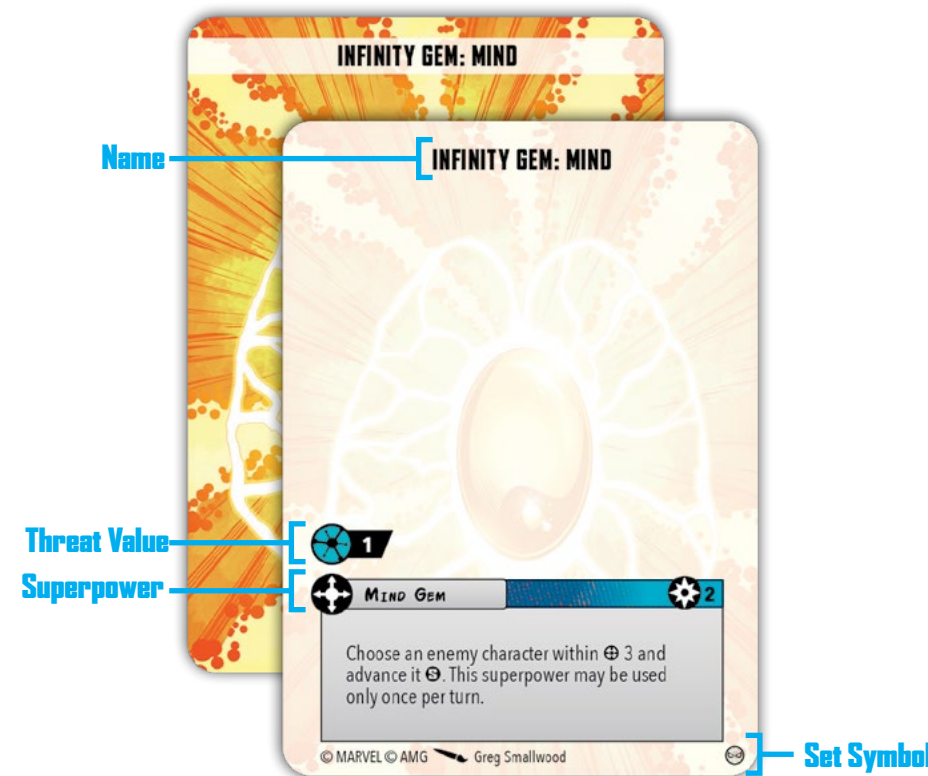 INFINITY GEM: MIND
Name
INFINITY GEM: MIND
Threat Value
1
Superpower
MIND GEM
2
Choose an enemy character within 3 and
advance it S. This superpower may be used
only once per turn.
© MARVEL © AMG Greg Smallwood
Set Symbol